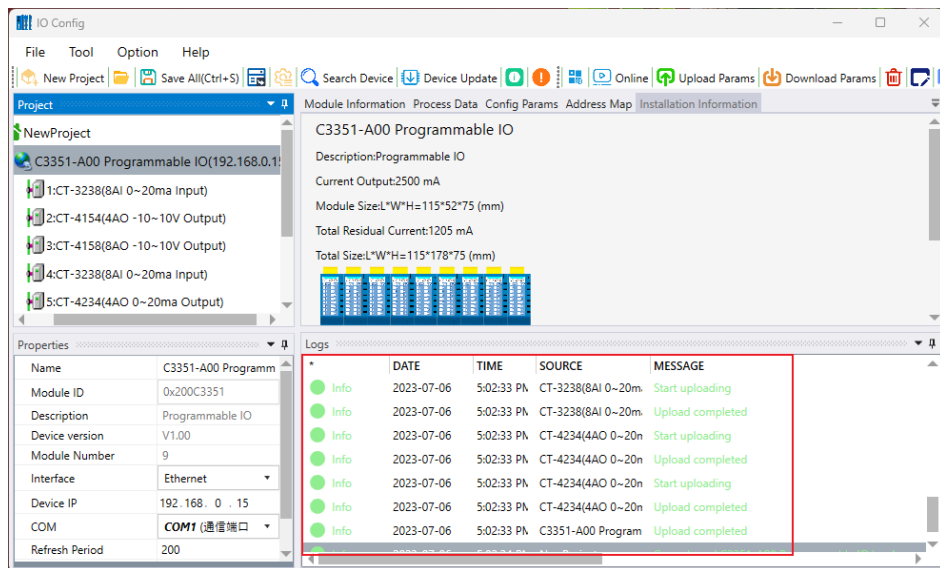 IO Config
File Tool Option Help
New Project Save All(Ctrl+S) Search Device Device Update Online Upload Params Download Params
Project
NewProject
C3351-A00 Programmable IO(192.168.0.1
1:CT-3238(8AI 0~20ma Input)
2:CT-4154(4AO -10~10V Output)
3:CT-4158(8AO -10~10V Output)
4:CT-3238(8AI 0~20ma Input)
5:CT-4234(4AO 0~20ma Output)
Module Information Process Data Config Params Address Map Installation Information
C3351-A00 Programmable IO
Description:Programmable IO
Current Output:2500 mA
Module Size:L*W*H=115*52*75 (mm)
Total Residual Current:1205 mA
Total Size:L*W*H=115*178*75 (mm)
Properties
Name C3351-A00 Programm
Module ID 0x200C3351
Description Programmable IO
Device version V1.00
Module Number 9
Interface Ethernet
Device IP 192.168. 0 .15
COM COM1 (通信端口
Refresh Period 200
Logs
* DATE TIME SOURCE MESSAGE
Info 2023-07-06 5:02:33 PM CT-3238(8AI 0~20m Start uploading
Info 2023-07-06 5:02:33 PM CT-3238(8AI 0~20m Upload completed
Info 2023-07-06 5:02:33 PM CT-4234(4AO 0~20n Start uploading
Info 2023-07-06 5:02:33 PM CT-4234(4AO 0~20n Upload completed
Info 2023-07-06 5:02:33 PM CT-4234(4AO 0~20n Start uploading
Info 2023-07-06 5:02:33 PM CT-4234(4AO 0~20n Upload completed
Info 2023-07-06 5:02:33 PM C3351-A00 Program Upload completed